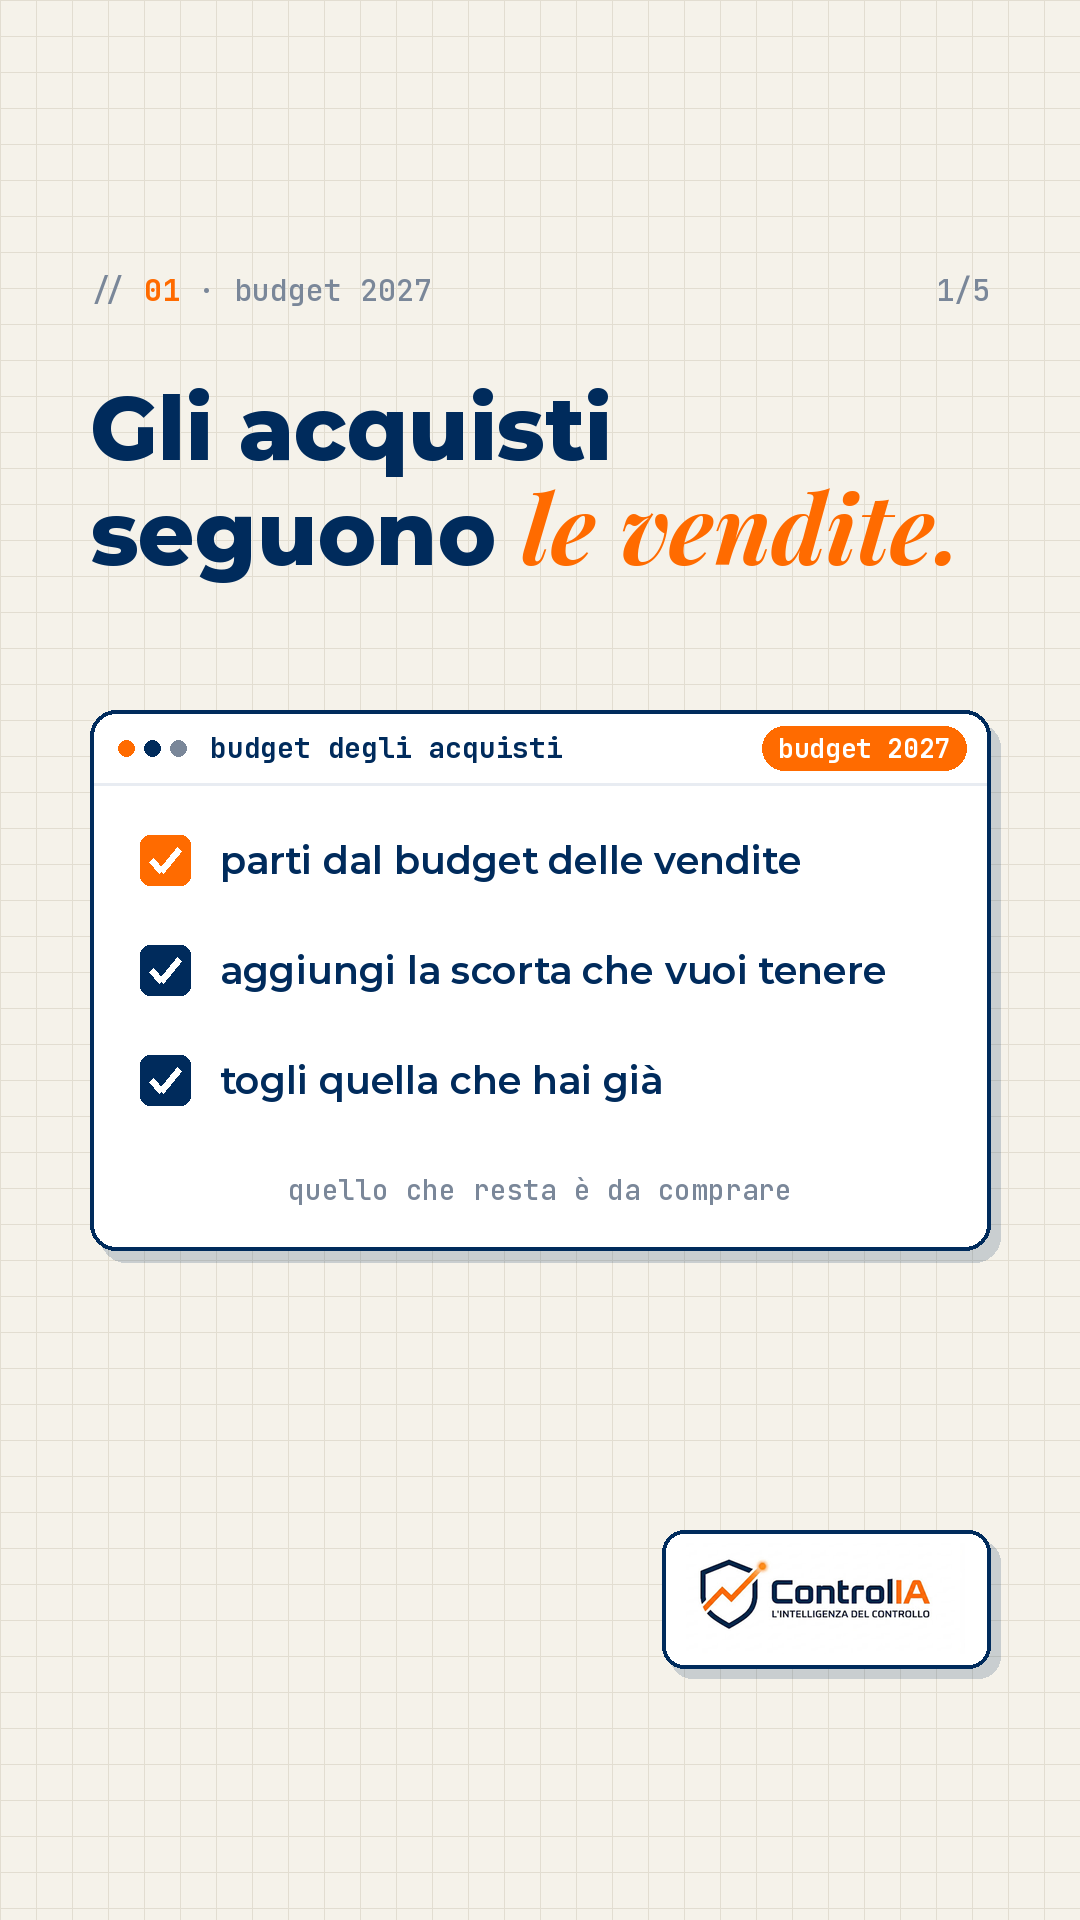 // 01 · budget 2027
1/5
Gli acquisti
seguono le vendite.
budget degli acquisti
budget 2027
parti dal budget delle vendite
aggiungi la scorta che vuoi tenere
togli quella che hai già
quello che resta è da comprare
ControlIA
L'INTELLIGENZA DEL CONTROLLO